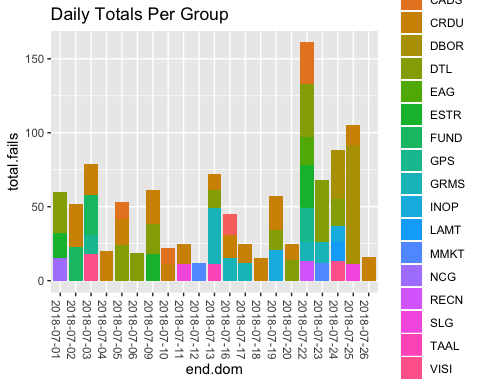 Daily Totals Per Group
150
100
50
0
total.fails
2018-07-01
2018-07-02
2018-07-03
2018-07-04
2018-07-05
2018-07-06
2018-07-09
2018-07-10
2018-07-11
2018-07-12
2018-07-13
2018-07-16
2018-07-17
2018-07-18
2018-07-19
2018-07-20
2018-07-22
2018-07-23
2018-07-24
2018-07-25
2018-07-26
end.dom
CADS
CRDU
DBOR
DTL
EAG
ESTR
FUND
GPS
GRMS
INOP
LAMT
MMKT
NCG
RECN
SLG
TAAL
VISI